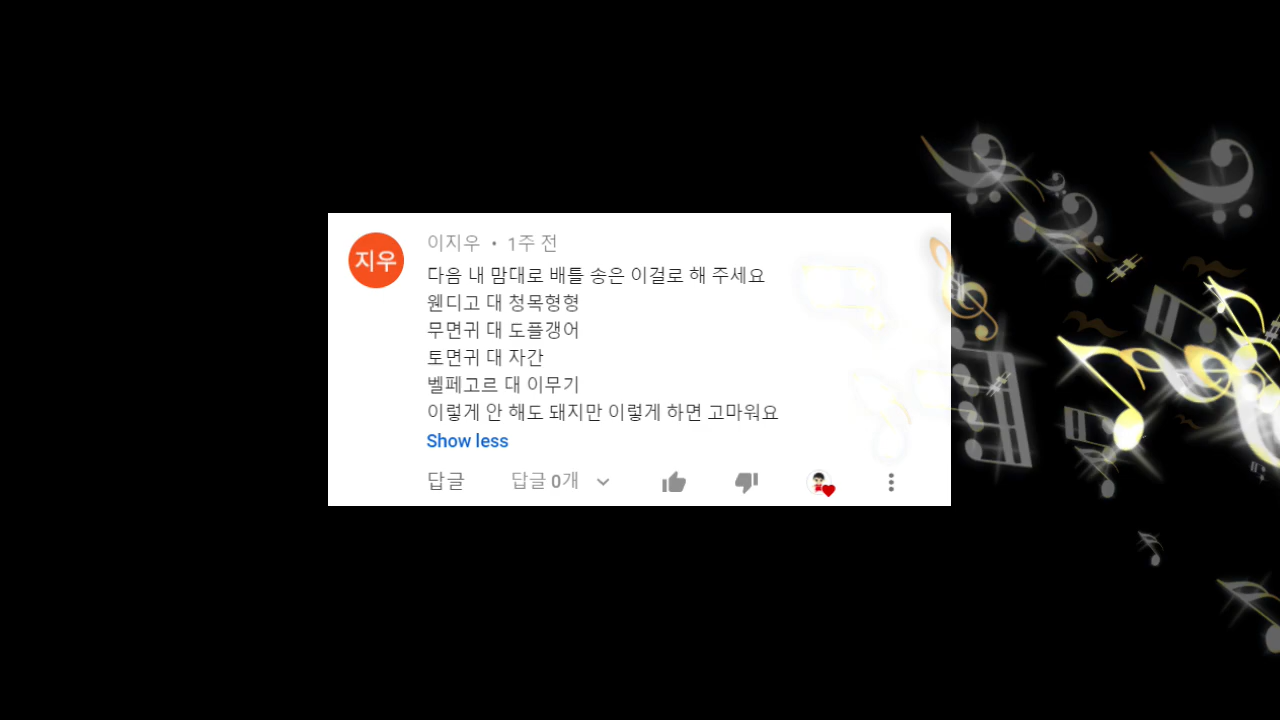 지우
이지우 • 1주 전
다음 내 맘대로 배틀 송은 이걸로 해 주세요
웬디고 대 청목형형
무면귀 대 도플갱어
토면귀 대 자간
벨페고르 대 이무기
이렇게 안 해도 돼지만 이렇게 하면 고마워요
Show less
답글 답글 0개